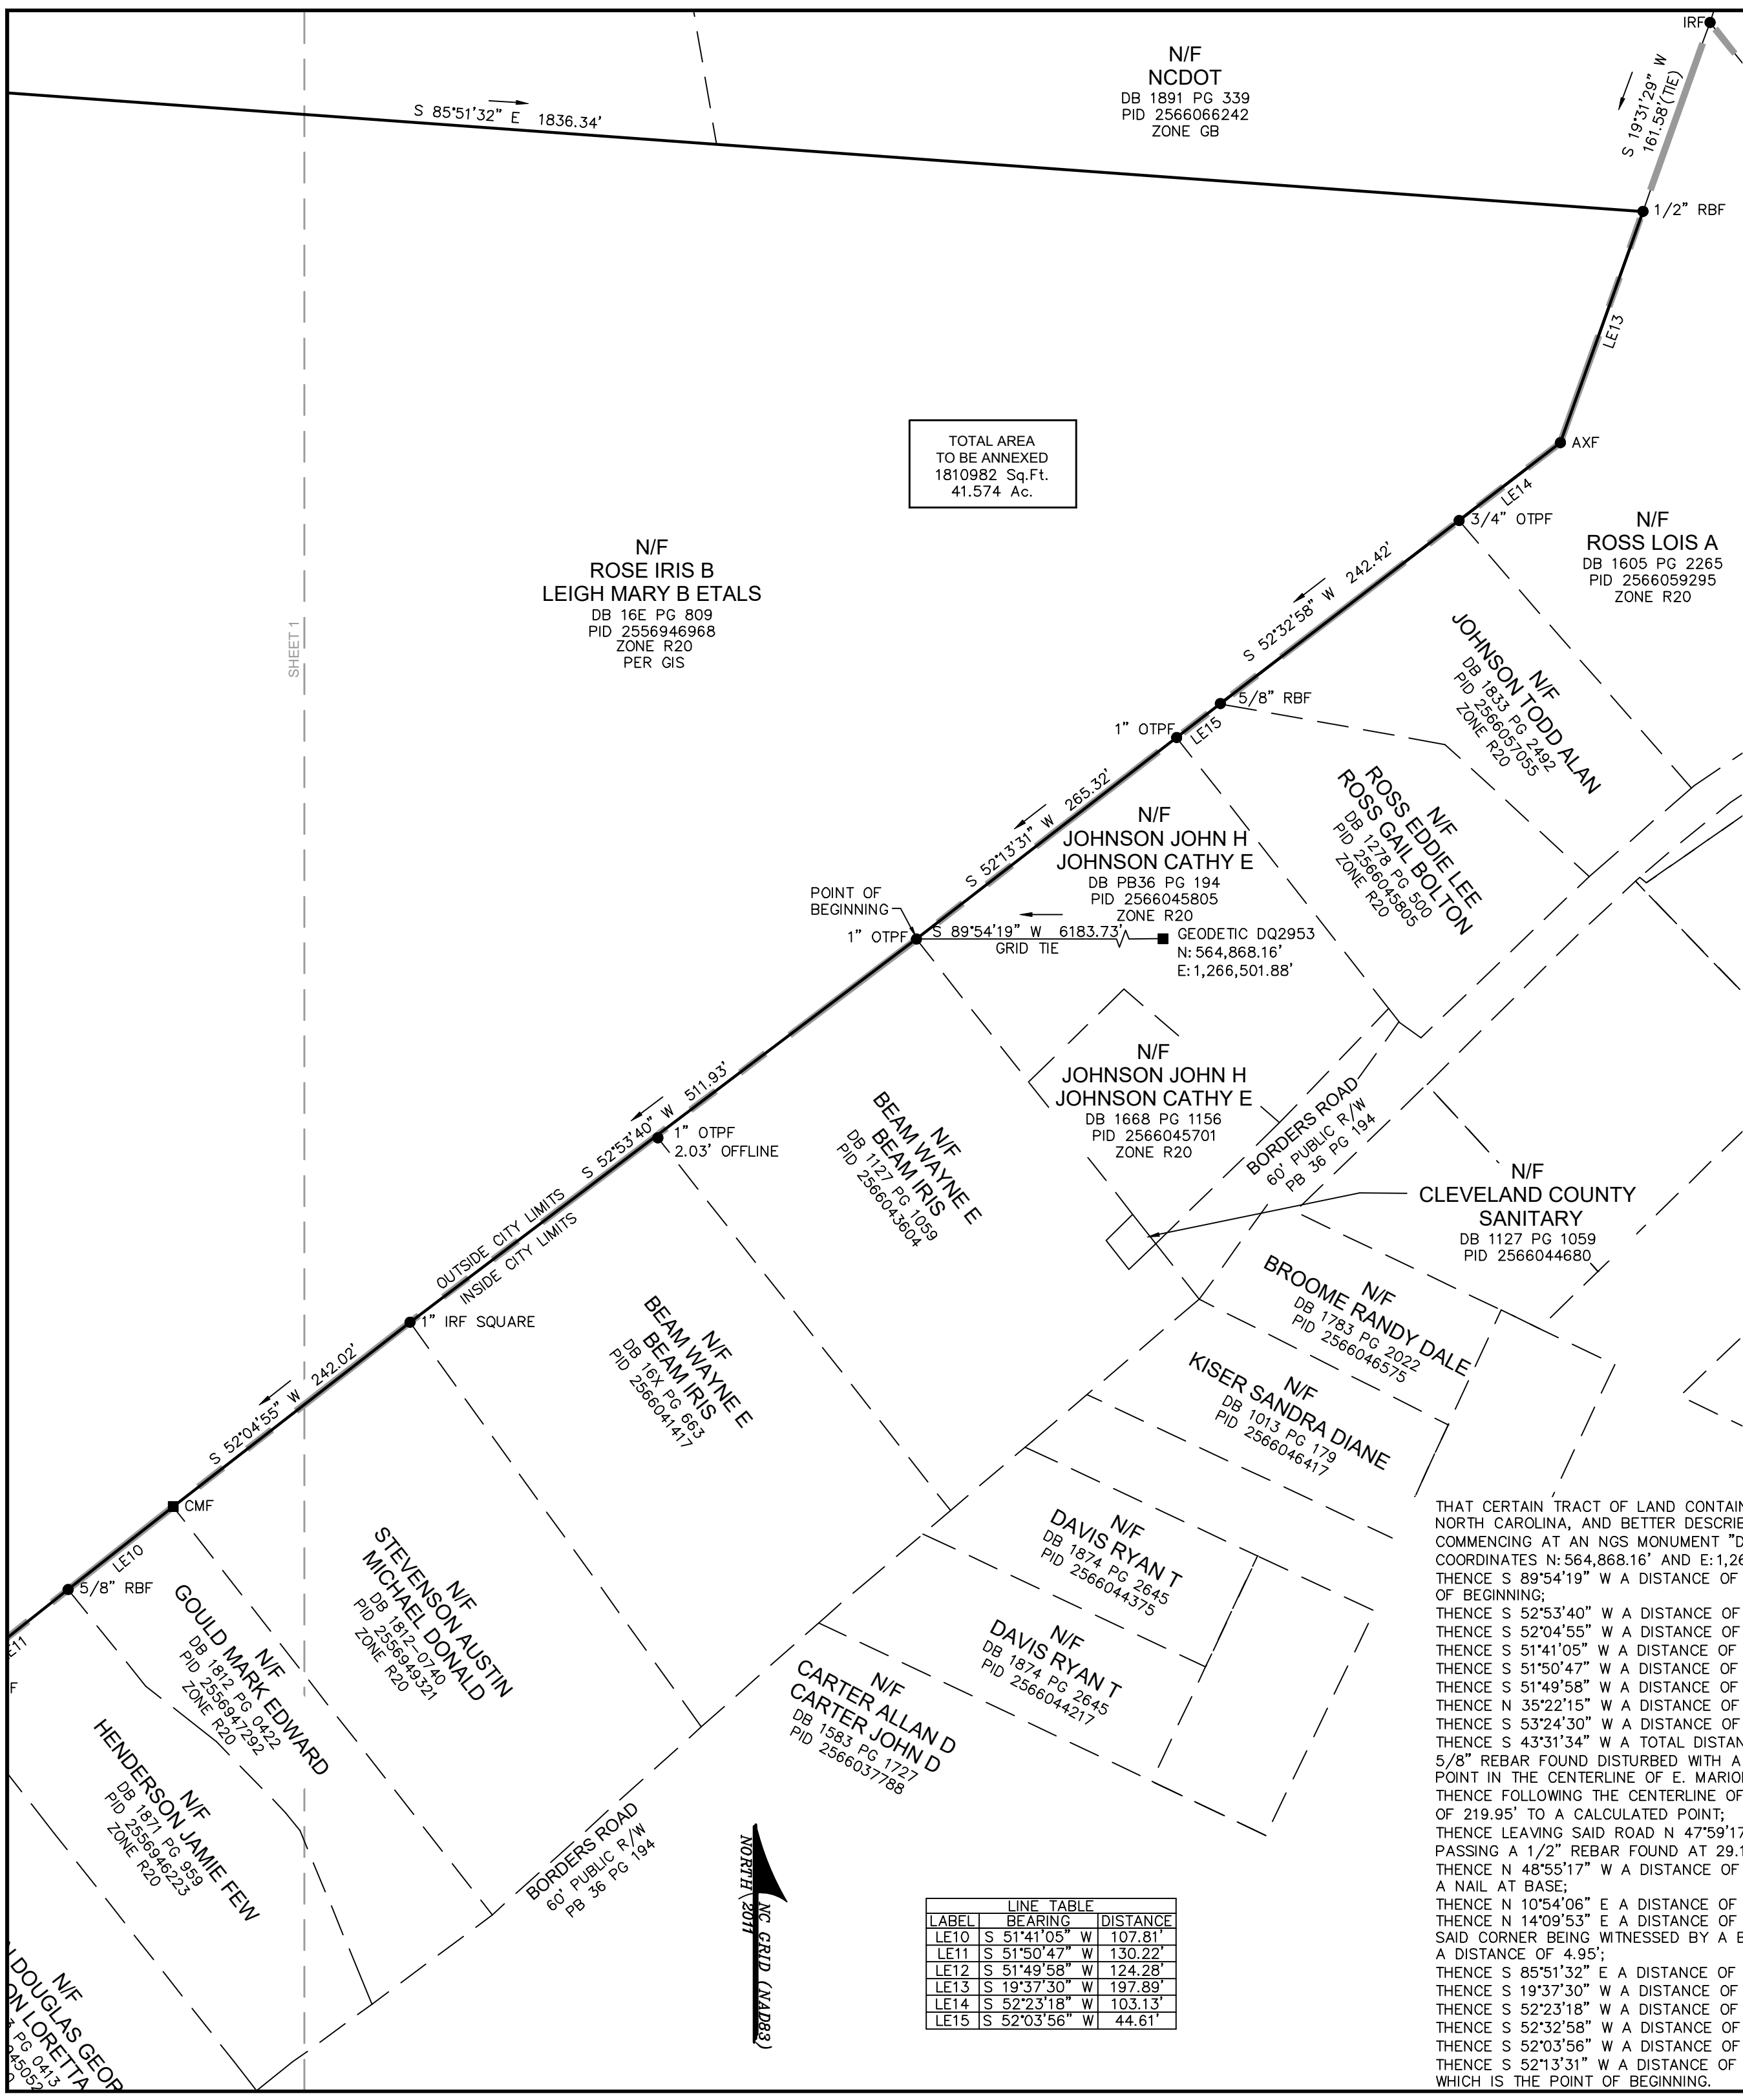 IRF
S 19°31'29" W
161.58'(TIE)
N/F
NCDOT
DB 1891 PG 339
PID 2566066242
ZONE GB
S 85°51'32" E 1836.34'
1/2" RBF
LE13
AXF
TOTAL AREA
TO BE ANNEXED
1810982 Sq.Ft.
41.574 Ac.
LE14
3/4" OTPF
N/F
ROSS LOIS A
DB 1605 PG 2265
PID 2566059295
ZONE R20
N/F
ROSE IRIS B
LEIGH MARY B ETALS
DB 16E PG 809
PID 2556946968
ZONE R20
PER GIS
SHEET 1
S 52°32'58" W 242.42'
N/F
JOHNSON TODD ALAN
DB 1833 PG 2492
PID 2566057055
ZONE R20
5/8" RBF
1" OTPF
LE15
N/F
ROSS EDDIE LEE
ROSS GAIL BOLTON
DB 1278 PG 500
PID 2566045805
ZONE R20
S 52°13'31" W 265.32'
N/F
JOHNSON JOHN H
JOHNSON CATHY E
DB PB36 PG 194
PID 2566045805
ZONE R20
POINT OF
BEGINNING
1" OTPF
S 89°54'19" W 6183.73'
GRID TIE
GEODETIC DQ2953
N: 564,868.16'
E: 1,266,501.88'
N/F
JOHNSON JOHN H
JOHNSON CATHY E
DB 1668 PG 1156
PID 2566045701
ZONE R20
BORDERS ROAD
60' PUBLIC R/W
PB 36 PG 194
S 52°53'40" W 511.93'
1" OTPF
2.03' OFFLINE
N/F
BEAM WAYNE E
BEAM IRIS
DB 1127 PG 1059
PID 2566043604
N/F
CLEVELAND COUNTY
SANITARY
DB 1127 PG 1059
PID 2566044680
OUTSIDE CITY LIMITS
INSIDE CITY LIMITS
N/F
BROOME RANDY DALE
DB 1783 PG 2022
PID 2566046575
1" IRF SQUARE
N/F
BEAM WAYNE E
BEAM IRIS
DB 16X PG 663
PID 2566041417
N/F
KISER SANDRA DIANE
DB 1013 PG 179
PID 2566046417
S 52°04'55" W 242.02'
CMF
LE10
5/8" RBF
N/F
STEVENSON AUSTIN
MICHAEL DONALD
DB 1812-0740
PID 2556949321
ZONE R20
N/F
DAVIS RYAN T
DB 1874 PG 2645
PID 2566044375
N/F
DAVIS RYAN T
DB 1874 PG 2645
PID 2566044217
N/F
GOULD MARK EDWARD
DB 1812 PG 0422
PID 2556947292
ZONE R20
N/F
CARTER ALLAN D
CARTER JOHN D
DB 1583 PG 1727
PID 2566037788
N/F
HENDERSON JAMIE FEW
DB 1871 PG 959
PID 2556946223
ZONE R20
BORDERS ROAD
60' PUBLIC R/W
PB 36 PG 194
NORTH 2011
NC GRID (NAD83)
N/F
DOUGLAS GEOR
ON LORETTA
PG 0413
45052
LINE TABLE
LABEL BEARING DISTANCE
LE10 S 51°41'05" W 107.81'
LE11 S 51°50'47" W 130.22'
LE12 S 51°49'58" W 124.28'
LE13 S 19°37'30" W 197.89'
LE14 S 52°23'18" W 103.13'
LE15 S 52°03'56" W 44.61'
THAT CERTAIN TRACT OF LAND CONTAIN
NORTH CAROLINA, AND BETTER DESCRIBE
COMMENCING AT AN NGS MONUMENT "D
COORDINATES N: 564,868.16' AND E: 1,26
THENCE S 89°54'19" W A DISTANCE OF
OF BEGINNING;
THENCE S 52°53'40" W A DISTANCE OF
THENCE S 52°04'55" W A DISTANCE OF
THENCE S 51°41'05" W A DISTANCE OF
THENCE S 51°50'47" W A DISTANCE OF
THENCE S 51°49'58" W A DISTANCE OF
THENCE N 35°22'15" W A DISTANCE OF
THENCE S 53°24'30" W A DISTANCE OF
THENCE S 43°31'34" W A TOTAL DISTAN
5/8" REBAR FOUND DISTURBED WITH A
POINT IN THE CENTERLINE OF E. MARION
THENCE FOLLOWING THE CENTERLINE OF
OF 219.95' TO A CALCULATED POINT;
THENCE LEAVING SAID ROAD N 47°59'17
PASSING A 1/2" REBAR FOUND AT 29.1
THENCE N 48°55'17" W A DISTANCE OF
A NAIL AT BASE;
THENCE N 10°54'06" E A DISTANCE OF
THENCE N 14°09'53" E A DISTANCE OF
SAID CORNER BEING WITNESSED BY A B
A DISTANCE OF 4.95';
THENCE S 85°51'32" E A DISTANCE OF
THENCE S 19°37'30" W A DISTANCE OF
THENCE S 52°23'18" W A DISTANCE OF
THENCE S 52°32'58" W A DISTANCE OF
THENCE S 52°03'56" W A DISTANCE OF
THENCE S 52°13'31" W A DISTANCE OF
WHICH IS THE POINT OF BEGINNING.